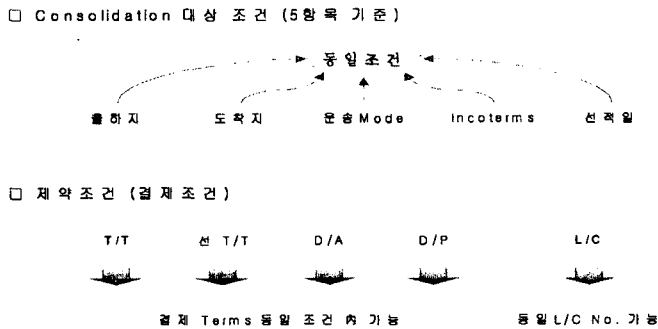 □ Consolidation 대상 조건 (5항목 기준)
동일조건
출하지 도착지 운송Mode Incoterms 선적일
□ 제약조건 (결제조건)
T/T 선 T/T D/A D/P L/C
결제 Terms 동일 조건 內 가능 동일 L/C No. 가능